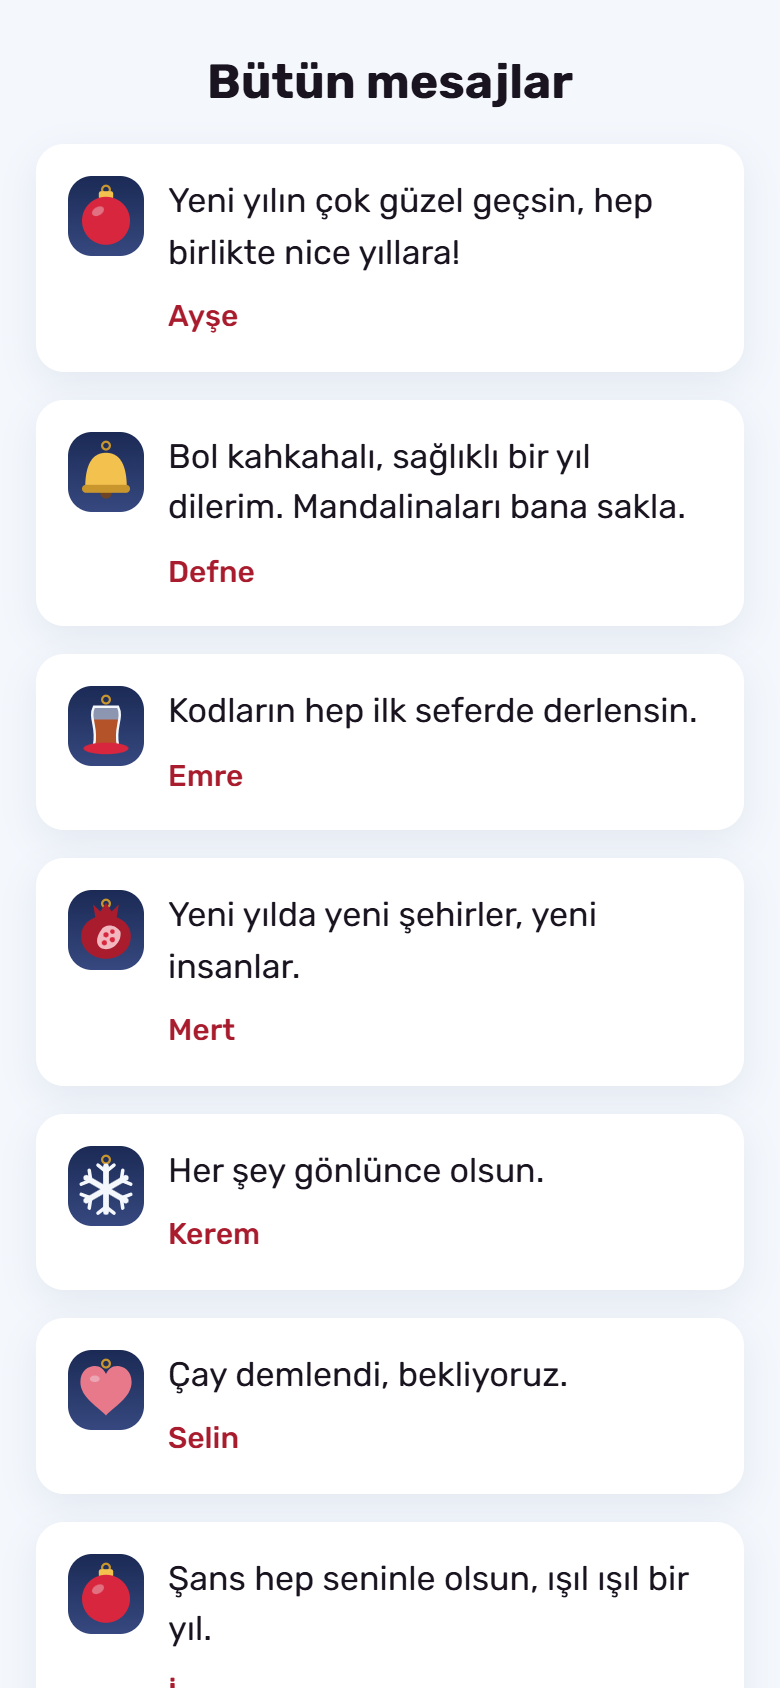 Bütün mesajlar
Yeni yılın çok güzel geçsin, hep
birlikte nice yıllara!
Ayşe
Bol kahkahalı, sağlıklı bir yıl
dilerim. Mandalinaları bana sakla.
Defne
Kodların hep ilk seferde derlensin.
Emre
Yeni yılda yeni şehirler, yeni
insanlar.
Mert
Her şey gönlünce olsun.
Kerem
Çay demlendi, bekliyoruz.
Selin
Şans hep seninle olsun, ışıl ışıl bir
yıl.